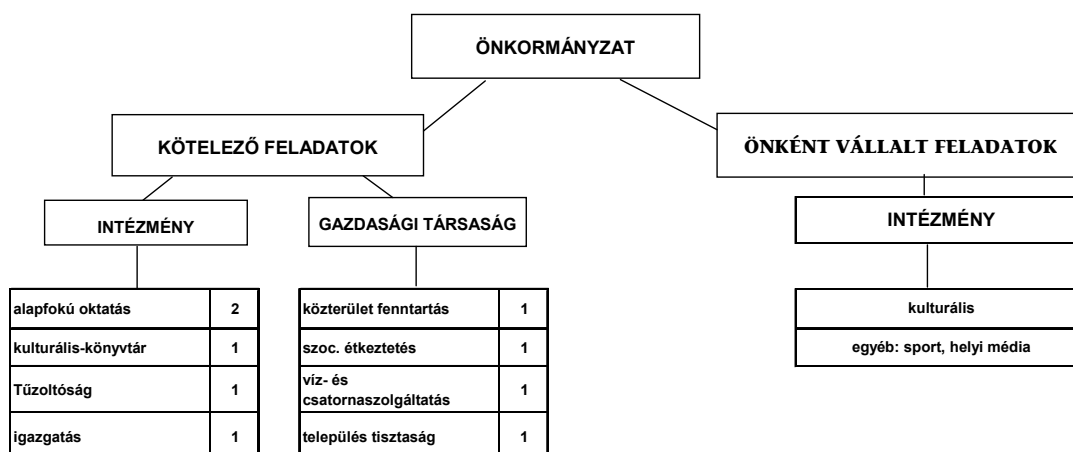 ÖNKORMÁNYZAT
KÖTELEZŐ FELADATOK
ÖNKÉNT VÁLLALT FELADATOK
INTÉZMÉNY
GAZDASÁGI TÁRSASÁG
INTÉZMÉNY
alapfokú oktatás 2
kulturális-könyvtár 1
Tűzoltóság 1
igazgatás 1
közterület fenntartás 1
szoc. étkeztetés 1
víz- és
csatornaszolgáltatás 1
település tisztaság 1
kulturális
egyéb: sport, helyi média